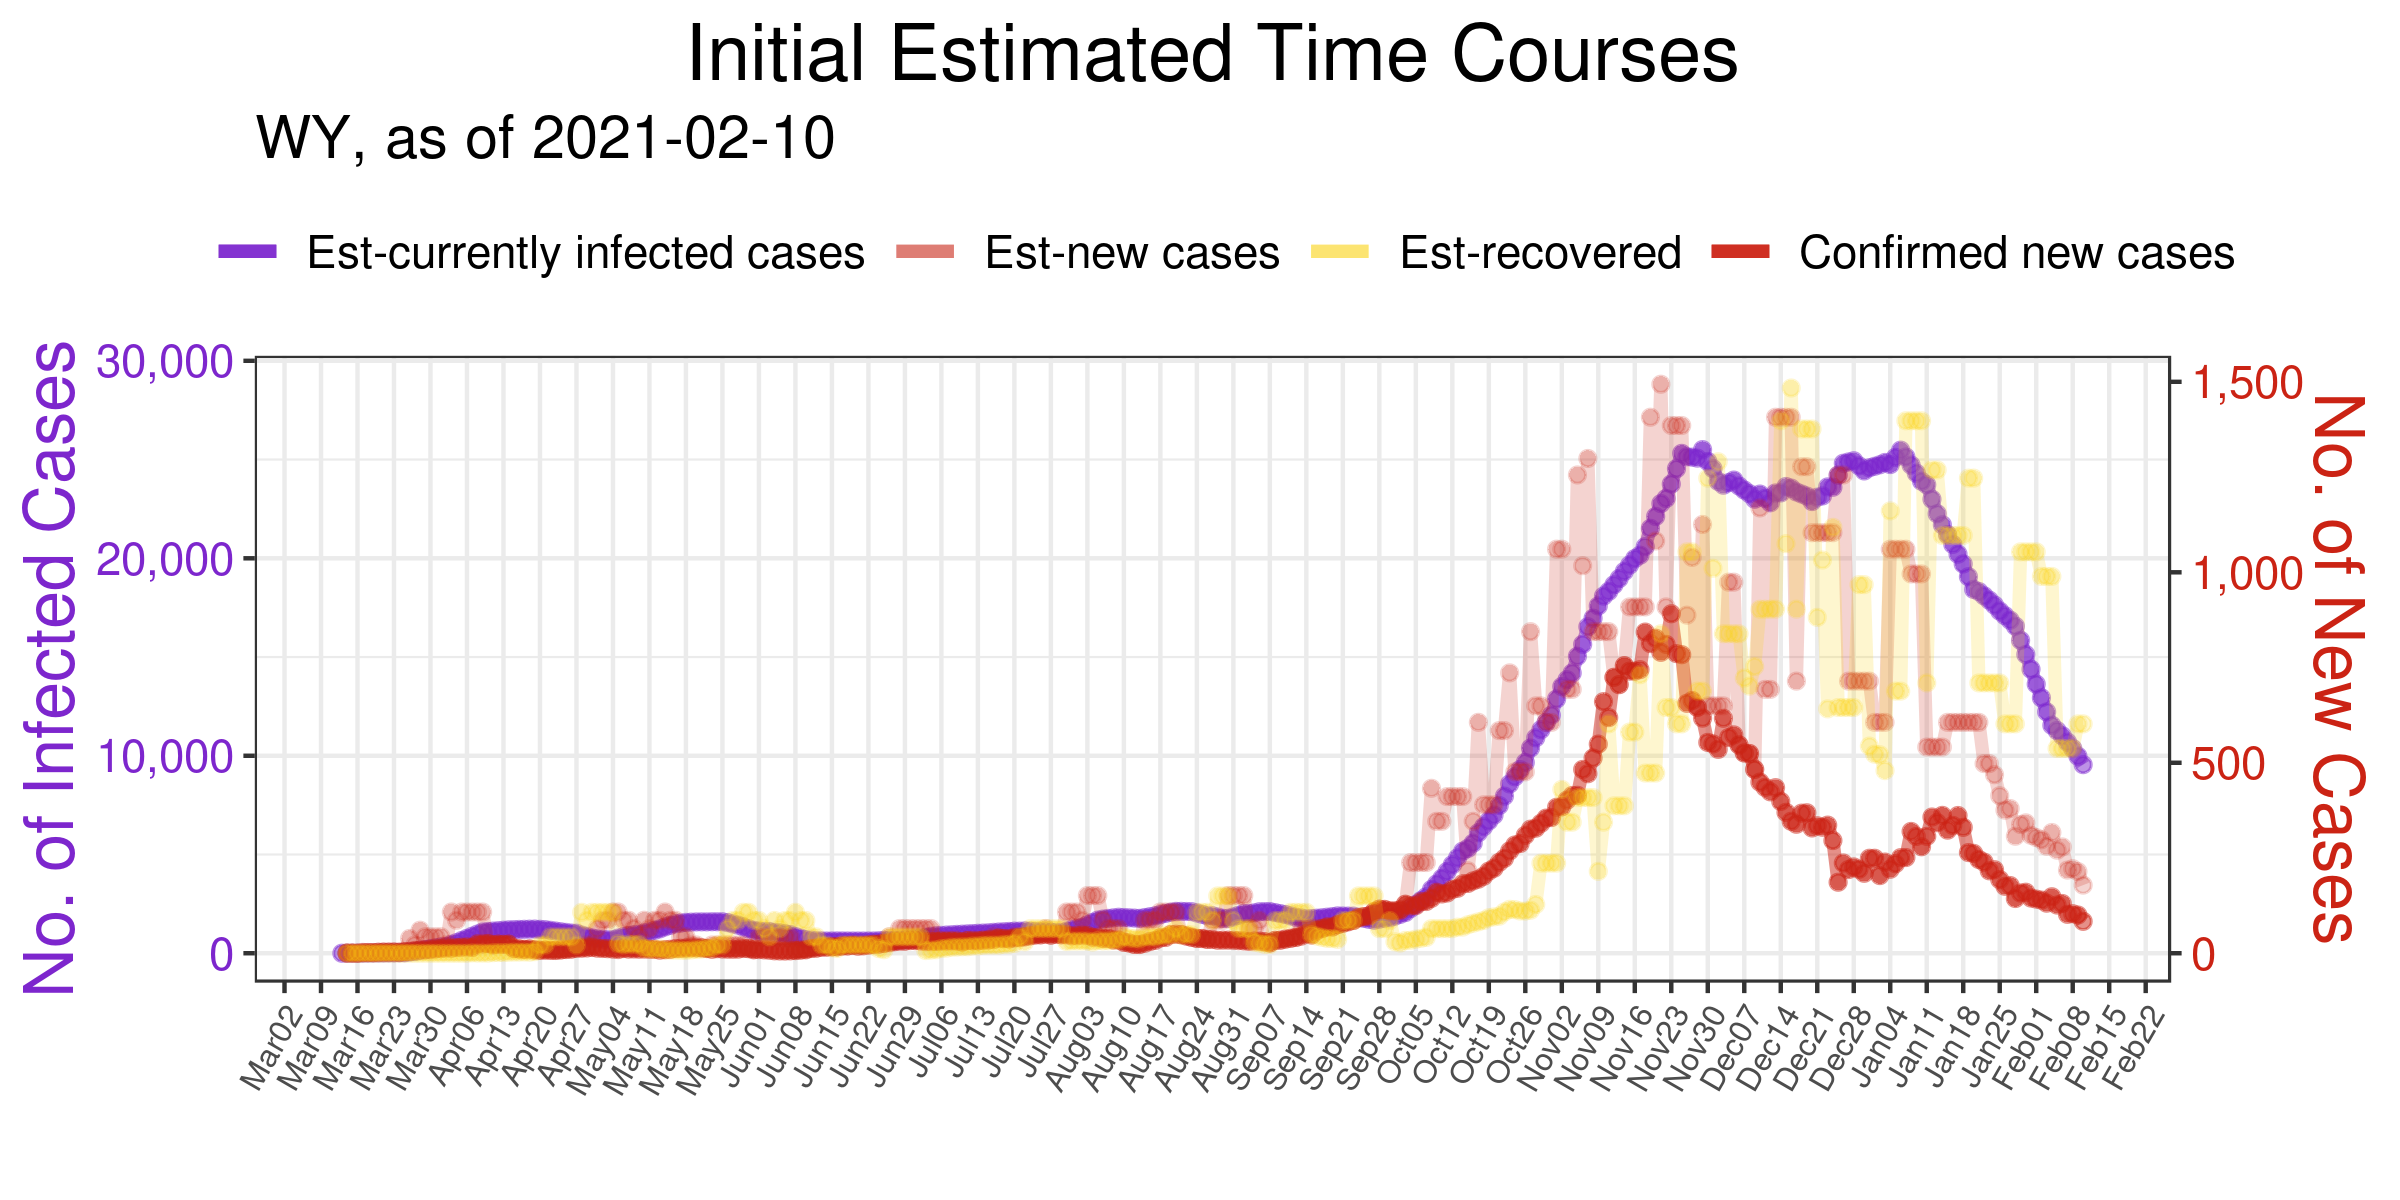 Initial Estimated Time Courses
WY, as of 2021-02-10
Est-currently infected cases
Est-new cases
Est-recovered
Confirmed new cases
No. of Infected Cases
30,000
20,000
10,000
0
1,500
1,000
500
0
No. of New Cases
Mar02
Mar09
Mar16
Mar23
Mar30
Apr06
Apr13
Apr20
Apr27
May04
May11
May18
May25
Jun01
Jun08
Jun15
Jun22
Jun29
Jul06
Jul13
Jul20
Jul27
Aug03
Aug10
Aug17
Aug24
Aug31
Sep07
Sep14
Sep21
Sep28
Oct05
Oct12
Oct19
Oct26
Nov02
Nov09
Nov16
Nov23
Nov30
Dec07
Dec14
Dec21
Dec28
Dec04
Jan11
Jan18
Jan25
Feb01
Feb08
Feb15
Feb22